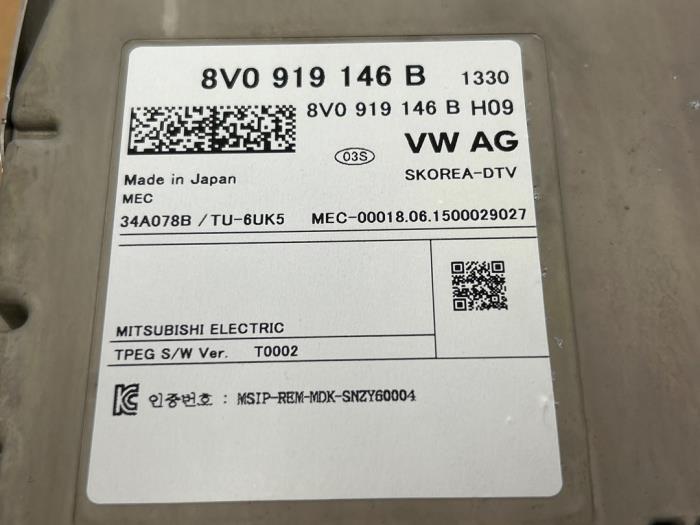 8V0 919 146 B 1330
8V0 919 146 B H09
03S VW AG
Made in Japan SKOREA-DTV
MEC
34A078B /TU-6UK5 MEC-00018.06.1500029027
MITSUBISHI ELECTRIC
TPEG S/W Ver. T0002
인증번호 : MSIP-REM-MDK-SNZY60004